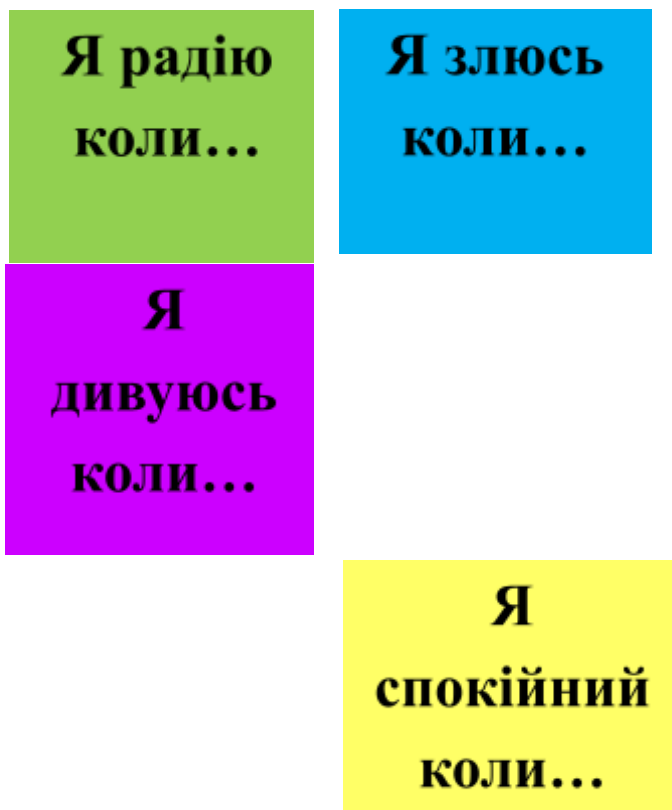 Я радію
коли…
Я злюсь
коли…
Я
дивуюсь
коли…
Я
спокійний
коли…